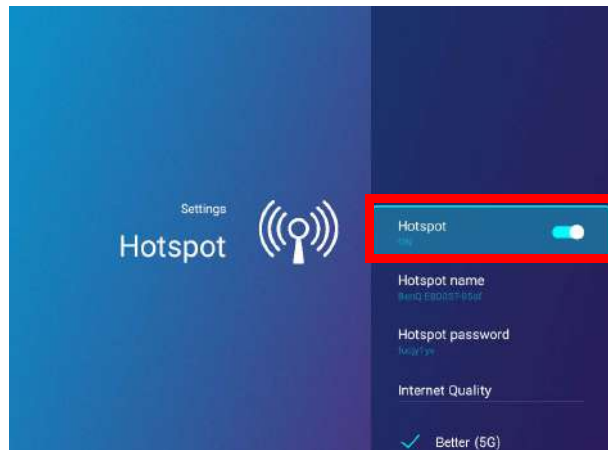 Settings
Hotspot
Hotspot
ON
Hotspot name
Hotspot password
Internet Quality
Better (5G)